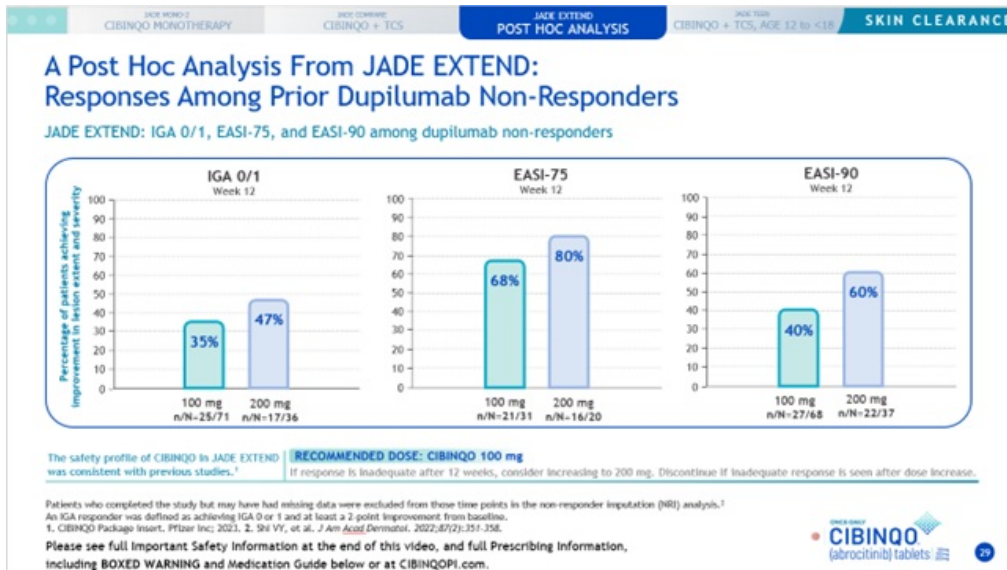 JADE MONO-2
CIBINQO MONOTHERAPY
JADE COMPARE
CIBINQO + TCS
JADE EXTEND
POST HOC ANALYSIS
JADE TEEN
CIBINQO + TCS, AGE 12 to <18
SKIN CLEARANCE
A Post Hoc Analysis From JADE EXTEND:
Responses Among Prior Dupilumab Non-Responders
JADE EXTEND: IGA 0/1, EASI-75, and EASI-90 among dupilumab non-responders
Percentage of patients achieving
improvement in lesion extent and severity
IGA 0/1
Week 12
100
90
80
70
60
50
40
30
20
10
0
35%
47%
100 mg
n/N=25/71
200 mg
n/N=17/36
EASI-75
Week 12
100
90
80
70
60
50
40
30
20
10
0
68%
80%
100 mg
n/N=21/31
200 mg
n/N=16/20
EASI-90
Week 12
100
90
80
70
60
50
40
30
20
10
0
40%
60%
100 mg
n/N=27/68
200 mg
n/N=22/37
The safety profile of CIBINQO in JADE EXTEND
was consistent with previous studies.¹
RECOMMENDED DOSE: CIBINQO 100 mg
If response is inadequate after 12 weeks, consider increasing to 200 mg. Discontinue if inadequate response is seen after dose increase.
Patients who completed the study but may have had missing data were excluded from those time points in the non-responder imputation (NRI) analysis.²
An IGA responder was defined as achieving IGA 0 or 1 and at least a 2-point improvement from baseline.
1. CIBINQO Package Insert. Pfizer Inc; 2023. 2. Shi VY, et al. J Am Acad Dermatol. 2022;87(2):351-358.
Please see full Important Safety Information at the end of this video, and full Prescribing Information,
including BOXED WARNING and Medication Guide below or at CIBINQOPI.com.
ONCE-DAILY
CIBINQO
(abrocitinib) tablets
29